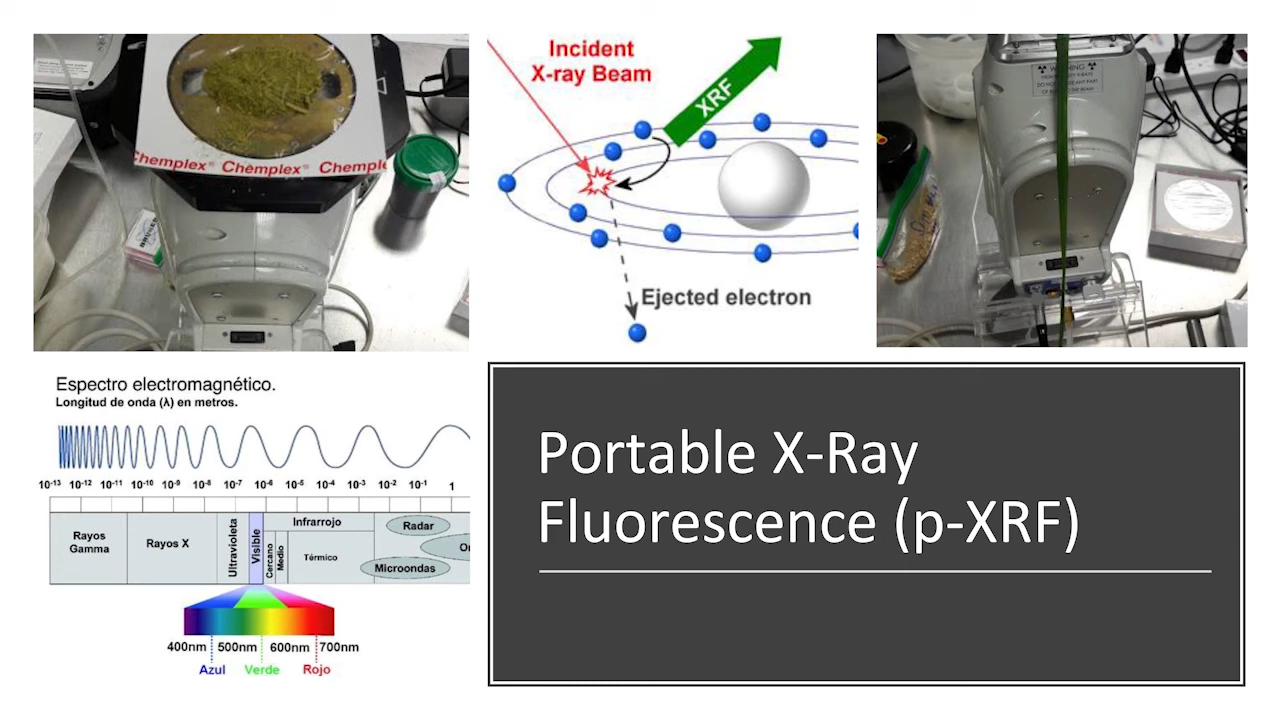 Chemplex® Chemplex® Chemple
BRUKER
Incident
X-ray Beam
XRF
Ejected electron
WARNING
Espectro electromagnético.
Longitud de onda (λ) en metros.
10-13 10-12 10-11 10-10 10-9 10-8 10-7 10-6 10-5 10-4 10-3 10-2 10-1 1
Rayos
Gamma
Rayos X
Ultravioleta
Visible
Infrarrojo
Cercano
Medio
Térmico
Radar
Microondas
400nm 500nm 600nm 700nm
Azul Verde Rojo
Portable X-Ray
Fluorescence (p-XRF)